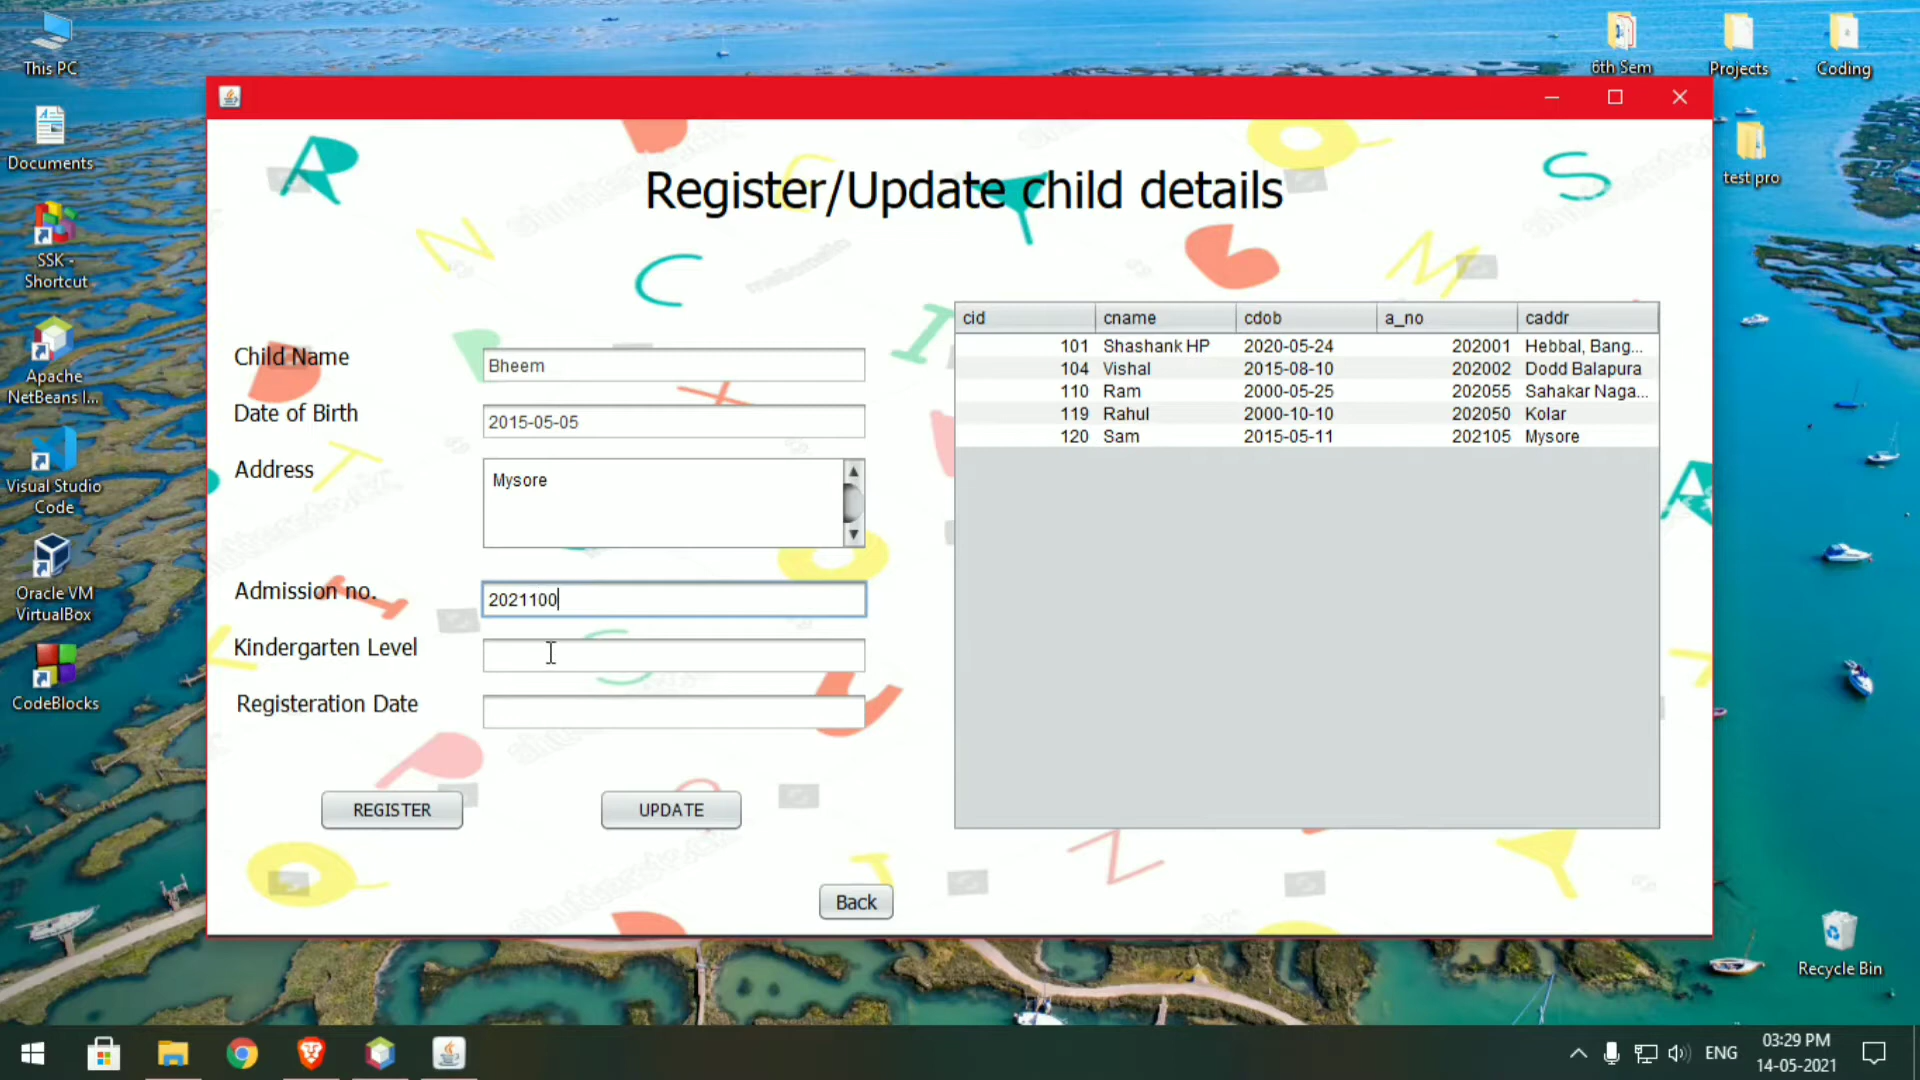 This PC
Documents
SSK -
Shortcut
Apache
NetBeans I...
Visual Studio
Code
Oracle VM
VirtualBox
CodeBlocks
6th Sem
Projects
Coding
test pro
Recycle Bin
Register/Update child details
Child Name
Bheem
Date of Birth
2015-05-05
Address
Mysore
Admission no.
2021100
Kindergarten Level
Registeration Date
REGISTER
UPDATE
Back
cid cname cdob a_no caddr
101 Shashank HP 2020-05-24 202001 Hebbal, Bang...
104 Vishal 2015-08-10 202002 Dodd Balapura
110 Ram 2000-05-25 202055 Sahakar Naga...
119 Rahul 2000-10-10 202050 Kolar
120 Sam 2015-05-11 202105 Mysore
ENG
03:29 PM
14-05-2021